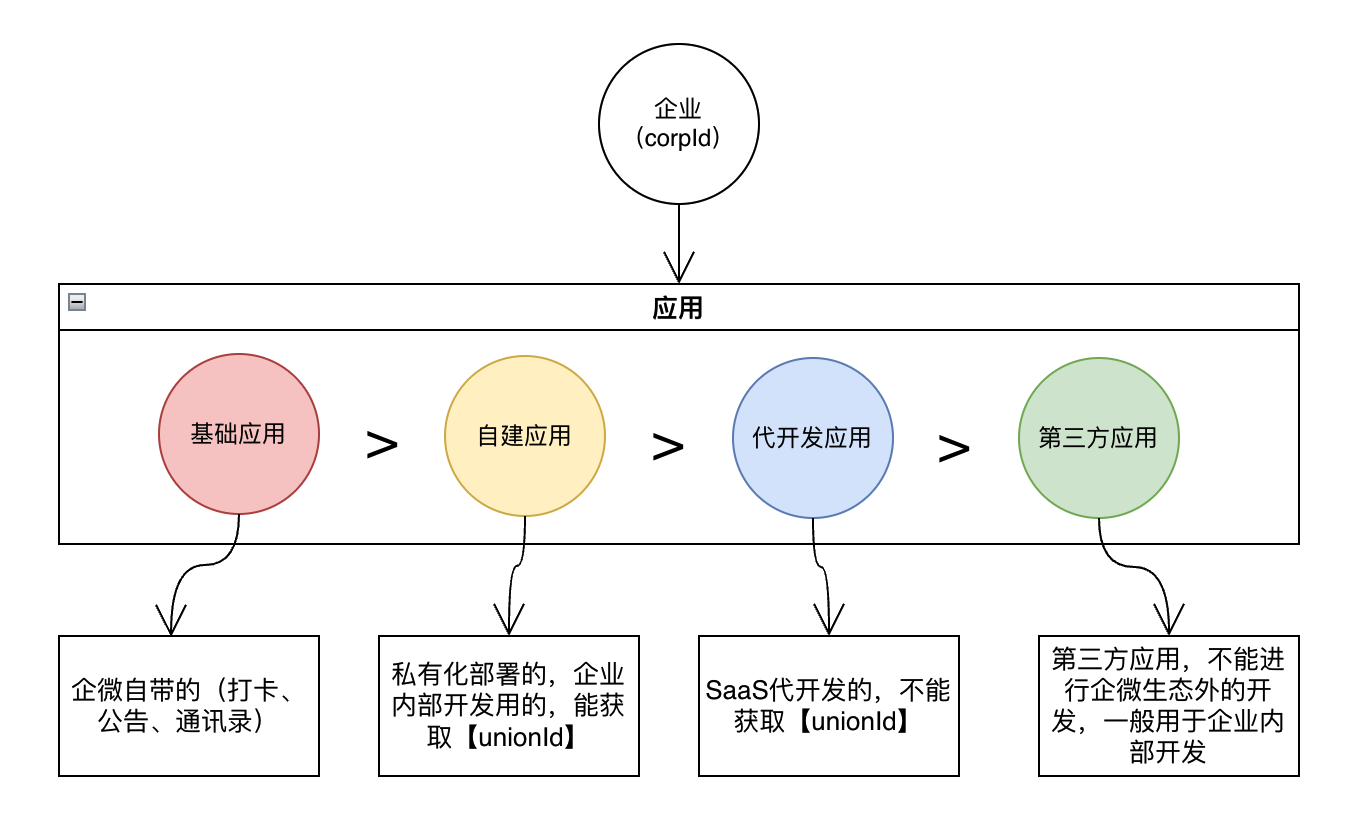 企业
（corpId）
应用
基础应用
>
自建应用
>
代开发应用
>
第三方应用
企微自带的（打卡、
公告、通讯录）
私有化部署的，企业
内部开发用的，能获
取【unionId】
SaaS代开发的，不能
获取【unionId】
第三方应用，不能进
行企微生态外的开
发，一般用于企业内
部开发